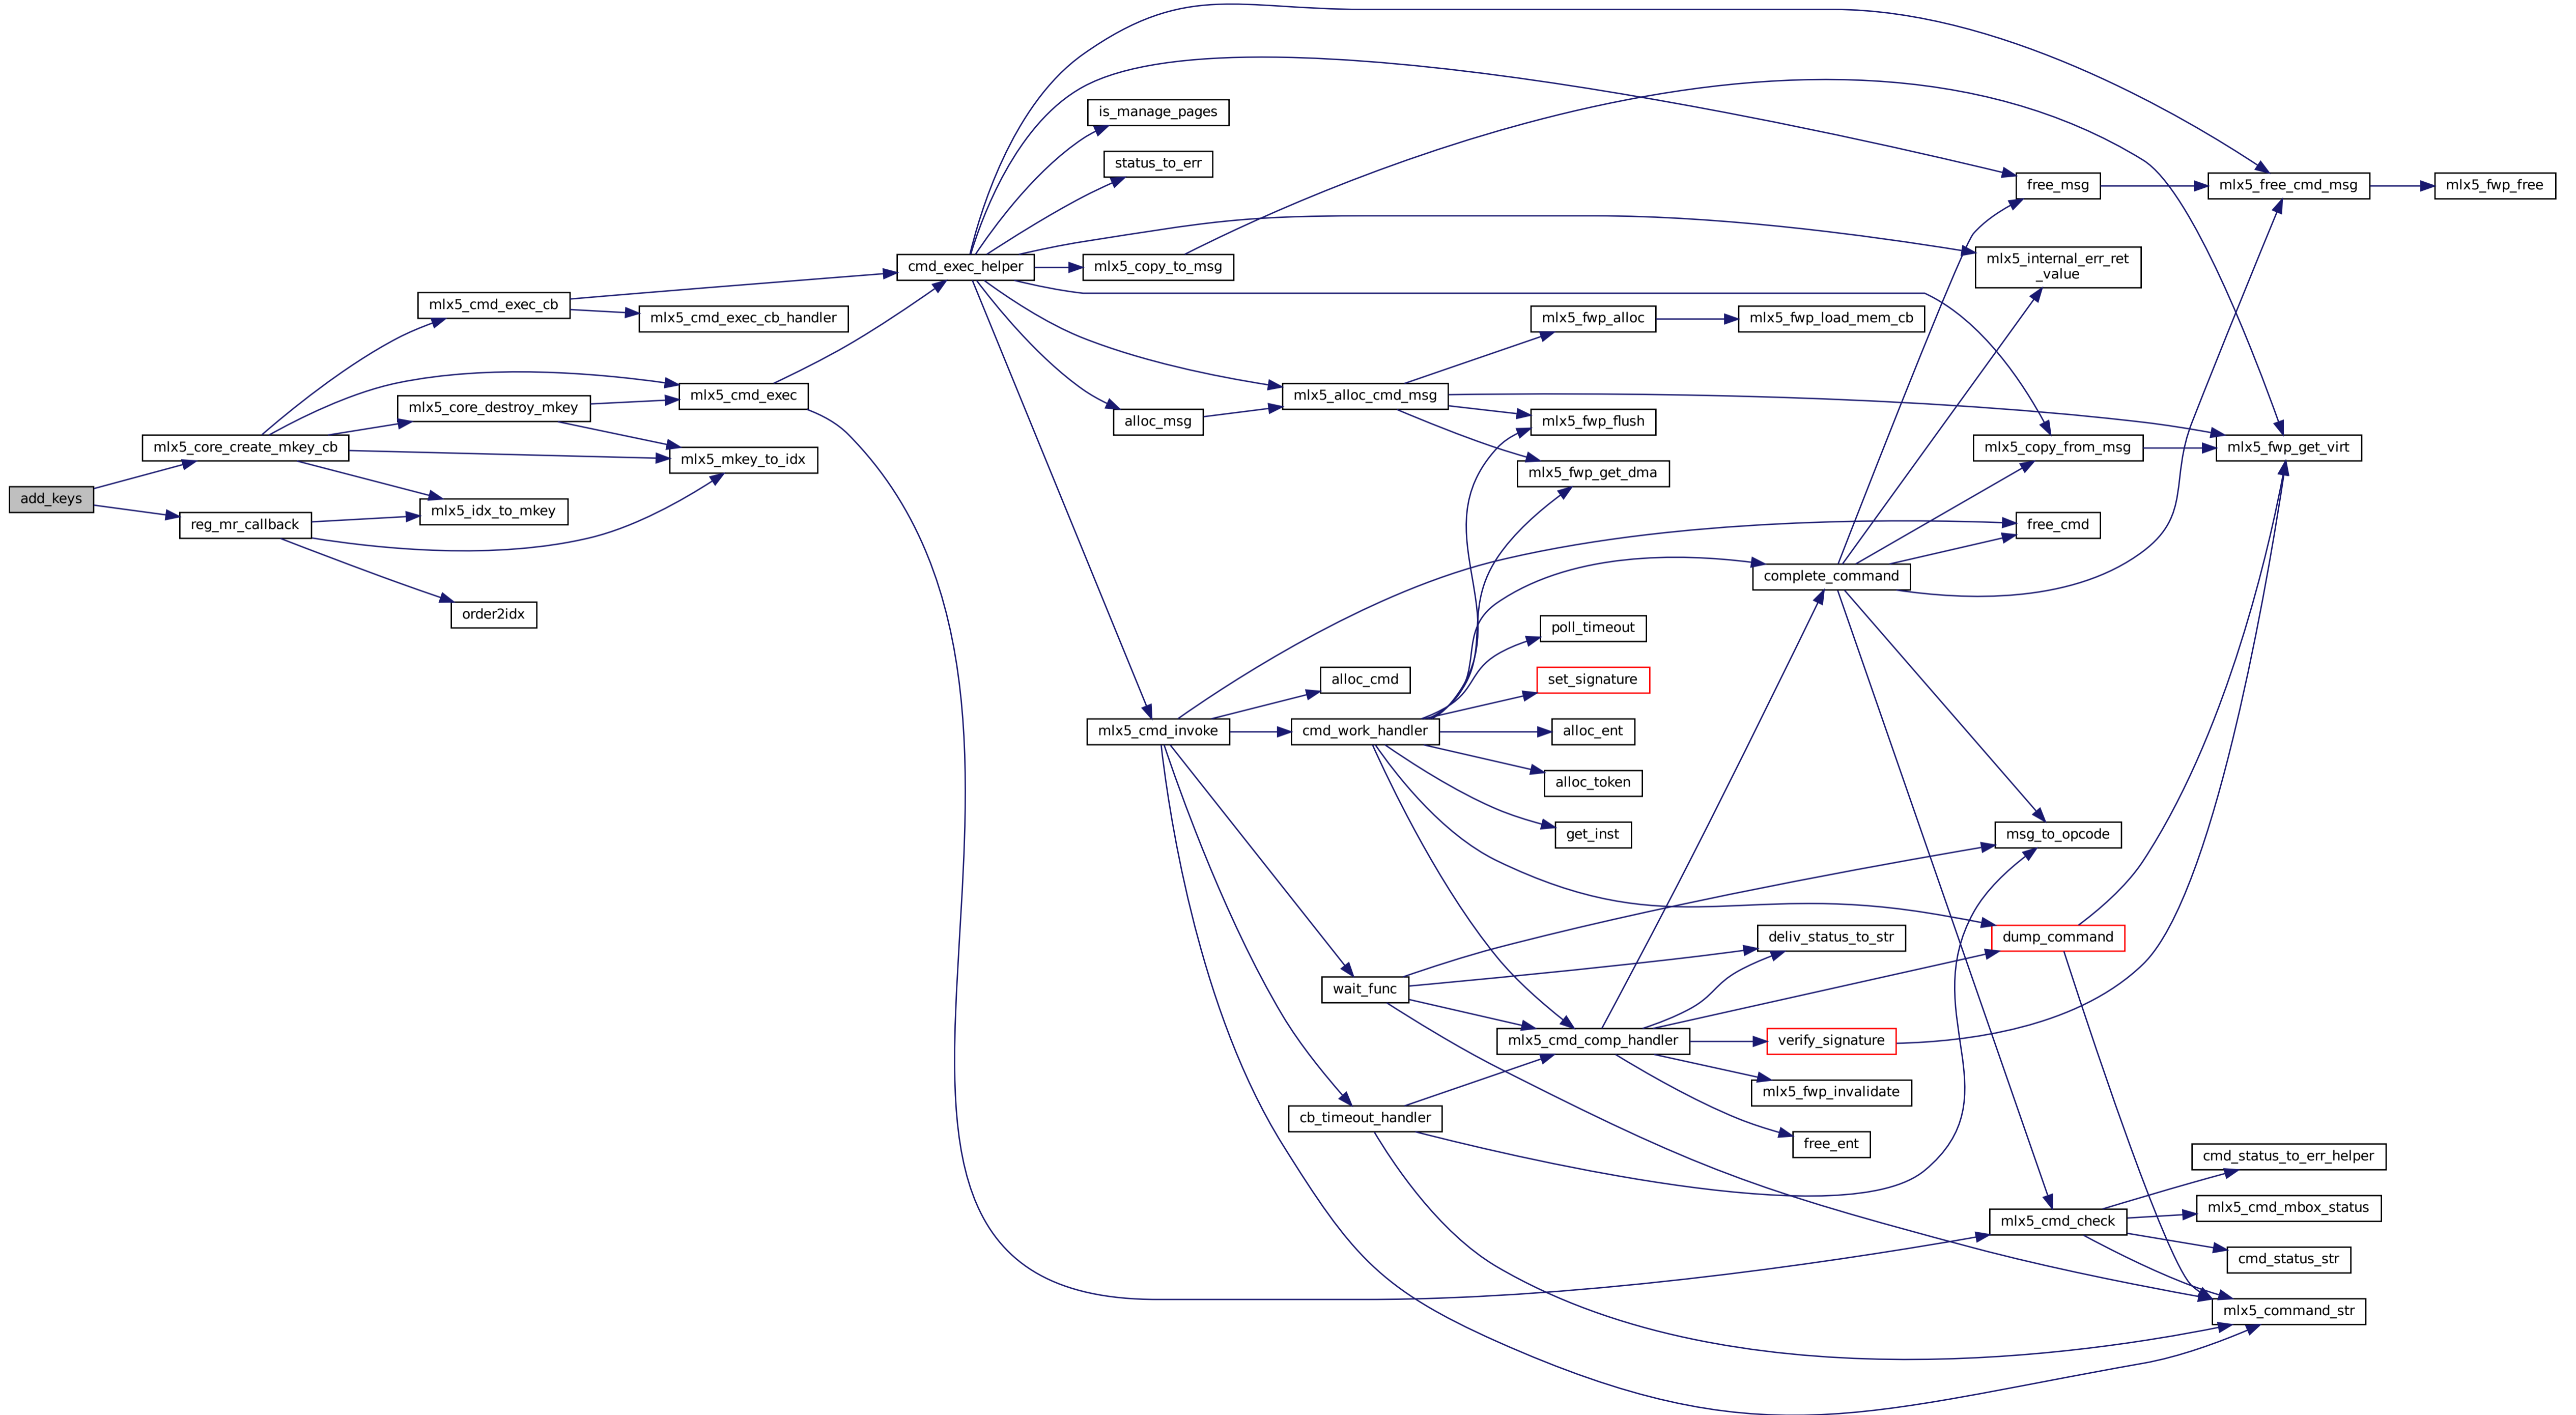 add_keys
mlx5_core_create_mkey_cb
reg_mr_callback
mlx5_cmd_exec_cb
mlx5_core_destroy_mkey
mlx5_idx_to_mkey
order2idx
mlx5_cmd_exec_cb_handler
mlx5_cmd_exec
mlx5_mkey_to_idx
cmd_exec_helper
is_manage_pages
status_to_err
mlx5_copy_to_msg
alloc_msg
mlx5_cmd_invoke
mlx5_alloc_cmd_msg
alloc_cmd
cmd_work_handler
wait_func
cb_timeout_handler
mlx5_fwp_alloc
mlx5_fwp_flush
mlx5_fwp_get_dma
poll_timeout
set_signature
alloc_ent
alloc_token
get_inst
mlx5_cmd_comp_handler
mlx5_fwp_load_mem_cb
complete_command
deliv_status_to_str
verify_signature
mlx5_fwp_invalidate
free_ent
free_msg
mlx5_internal_err_ret
_value
mlx5_copy_from_msg
free_cmd
msg_to_opcode
dump_command
mlx5_cmd_check
mlx5_free_cmd_msg
mlx5_fwp_get_virt
cmd_status_to_err_helper
mlx5_cmd_mbox_status
cmd_status_str
mlx5_command_str
mlx5_fwp_free